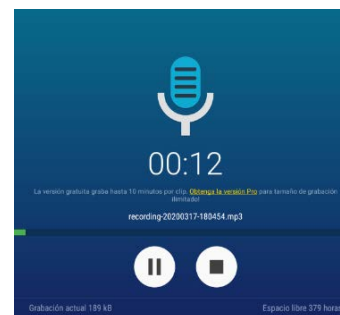 00:12
La versión gratuita graba hasta 10 minutos por clip. Obtenga la versión Pro para tamaño de grabación
ilimitado!
recording-20200317-180454.mp3
Grabación actual 189 kB
Espacio libre 379 horas